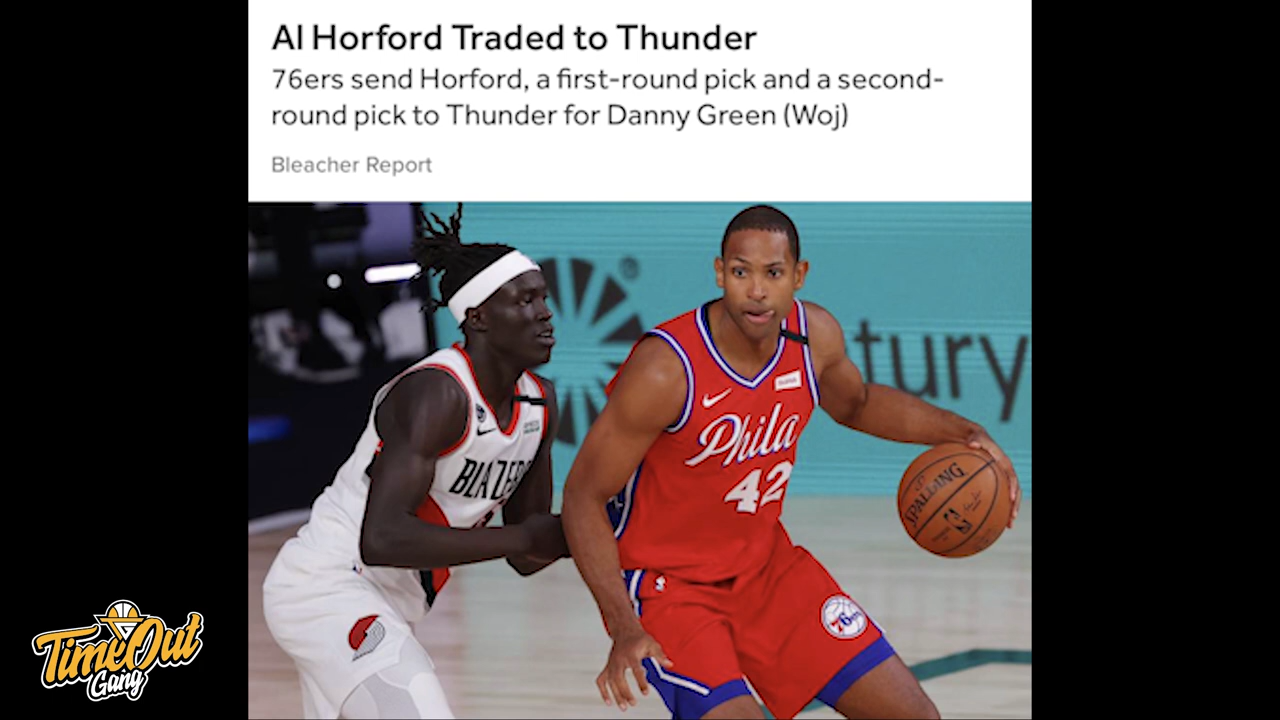 Al Horford Traded to Thunder
76ers send Horford, a first-round pick and a second-
round pick to Thunder for Danny Green (Woj)
Bleacher Report
tury
BLAZERS
Phila
42
SPALDING
76ers
TimeOut
Gang